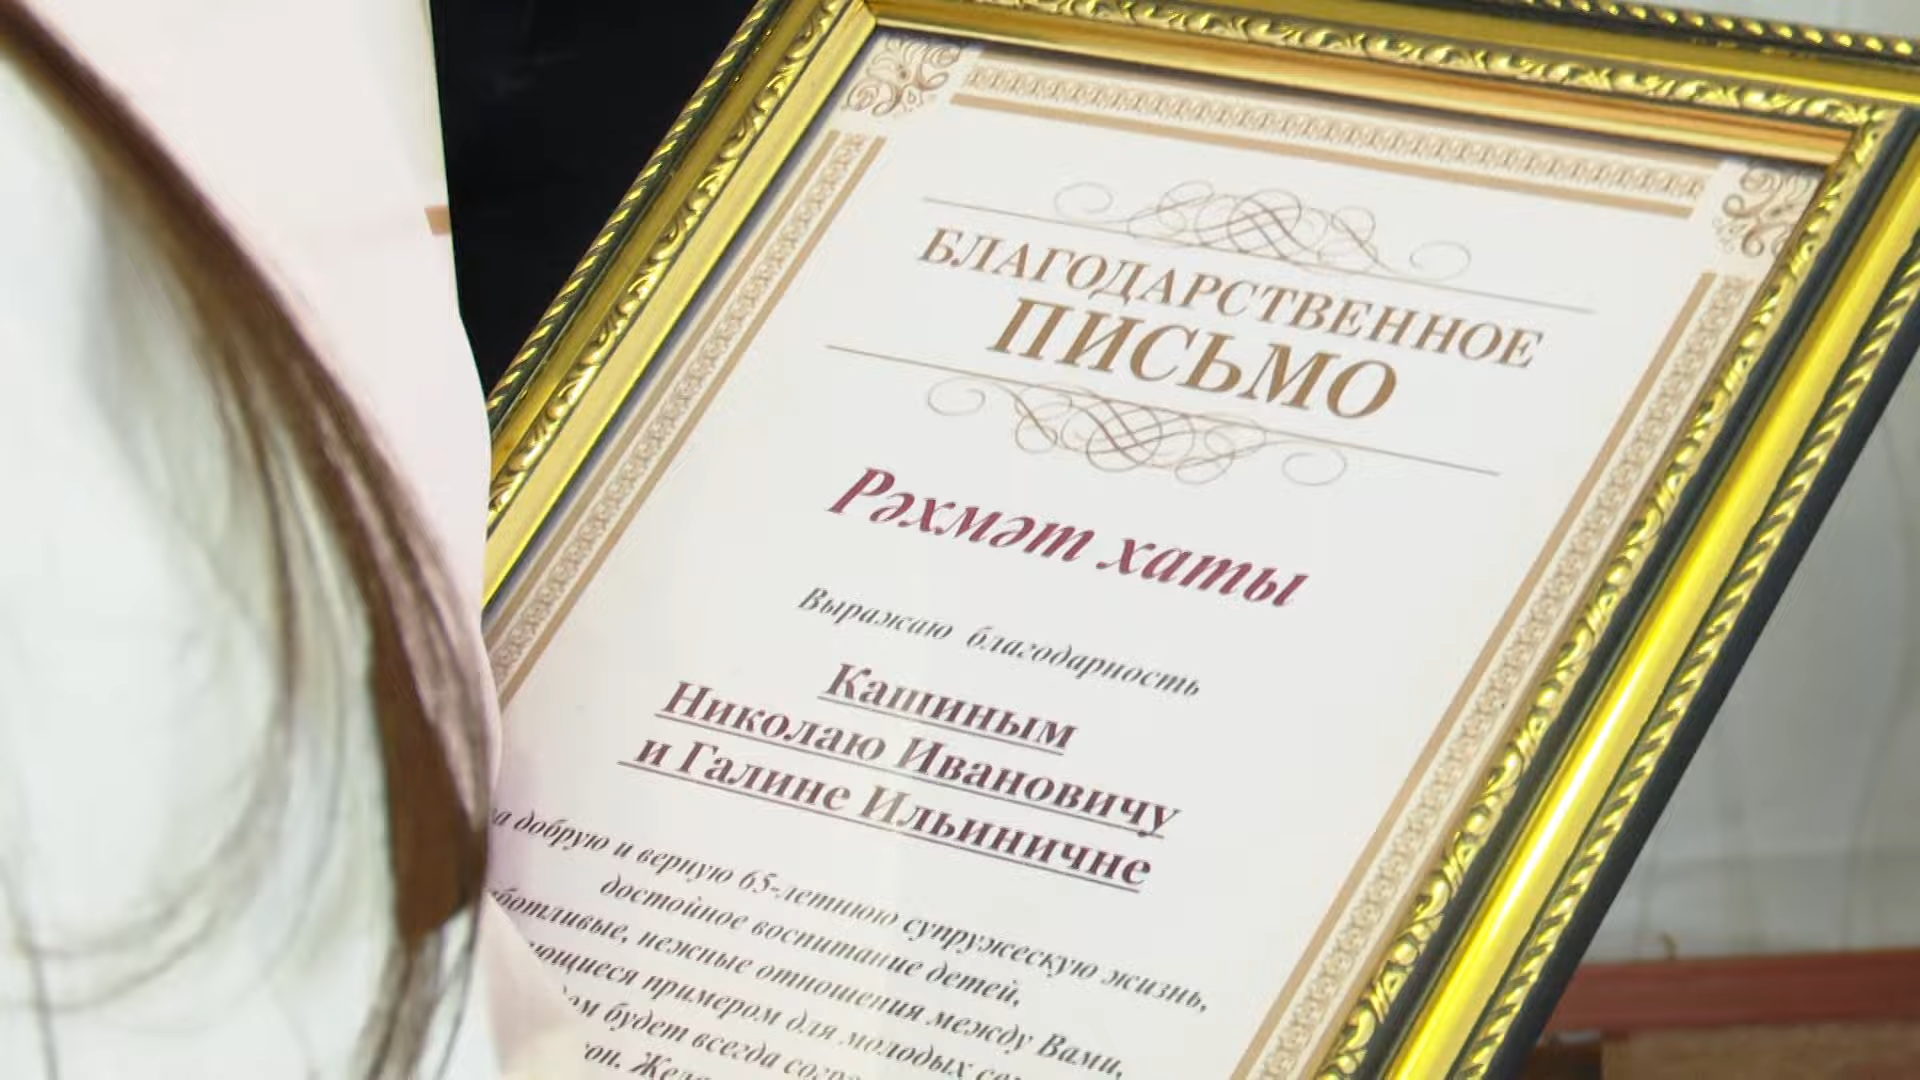 БЛАГОДАРСТВЕННОЕ
ПИСЬМО
Рәхмәт хаты
Выражаю благодарность
Кашиным
Николаю Ивановичу
и Галине Ильиничне
добрую и верную 65-летнюю супружескую жизнь,
достойное воспитание детей,
нежные отношения между Вами,
примером для молодых
будет всегда